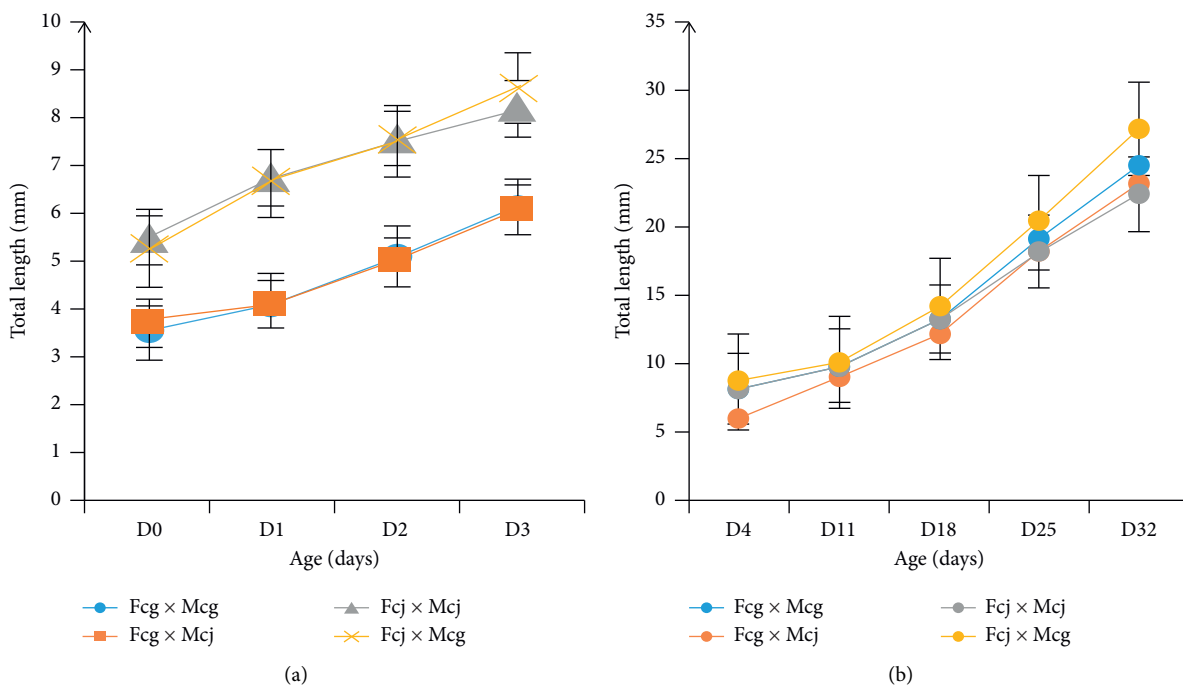 10
9
8
7
6
5
4
3
2
1
0
Total length (mm)
D0 D1 D2 D3
Age (days)
Fcg × Mcg Fcj × Mcj
Fcg × Mcj Fcj × Mcg
(a)
35
30
25
20
15
10
5
0
Total length (mm)
D4 D11 D18 D25 D32
Age (days)
Fcg × Mcg Fcj × Mcj
Fcg × Mcj Fcj × Mcg
(b)